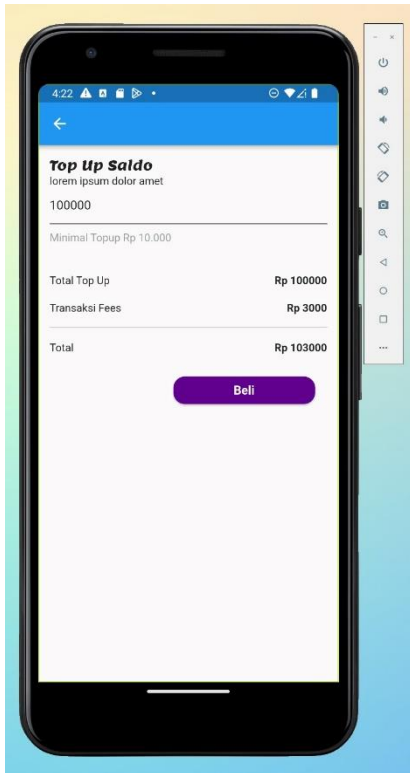 4:22
Top Up Saldo
lorem ipsum dolor amet
100000
Minimal Topup Rp 10.000
Total Top Up Rp 100000
Transaksi Fees Rp 3000
Total Rp 103000
Beli